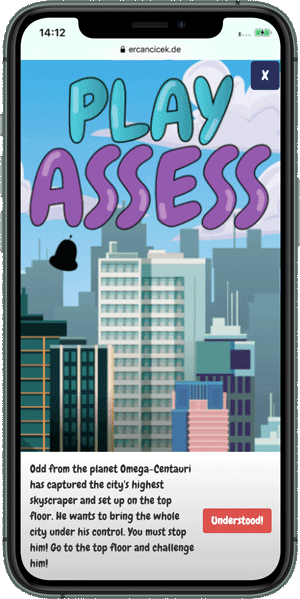 14:12
ercancicek.de
X
PLAY
ASSESS
Odd from the planet Omega-Centauri
has captured the city's highest
skyscraper and set up on the top
floor. He wants to bring the whole
city under his control. You must stop
him! Go to the top floor and challenge
him!
Understood!